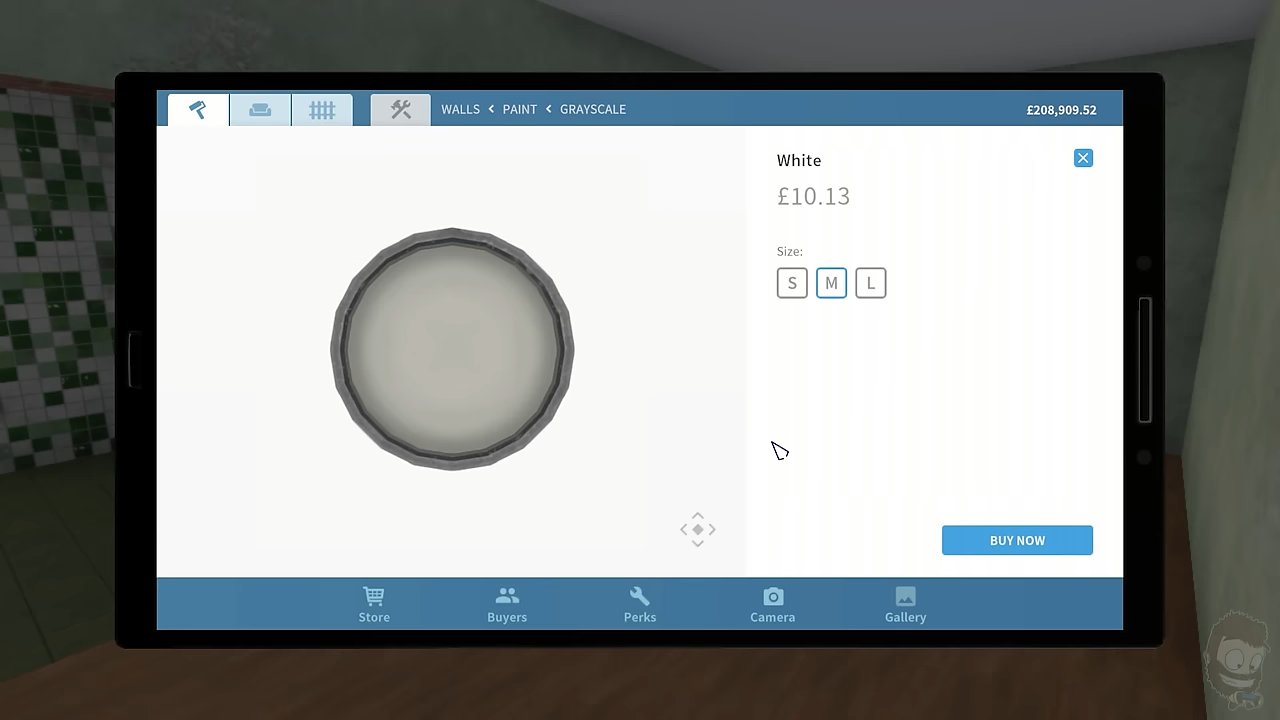 WALLS < PAINT < GRAYSCALE
£208,909.52
White
£10.13
Size:
S M L
BUY NOW
Store Buyers Perks Camera Gallery